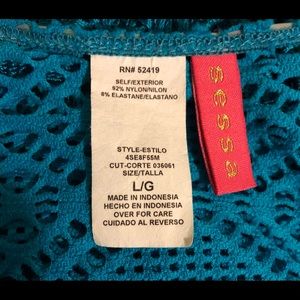 RN# 52419
SELF/EXTERIOR
92% NYLON/NILON
8% ELASTANE/ELASTANO
STYLE-ESTILO
4SE8F55M
CUT-CORTE 036061
SIZE/TALLA
L/G
MADE IN INDONESIA
HECHO EN INDONESIA
OVER FOR CARE
CUIDADO AL REVERSO
sessa